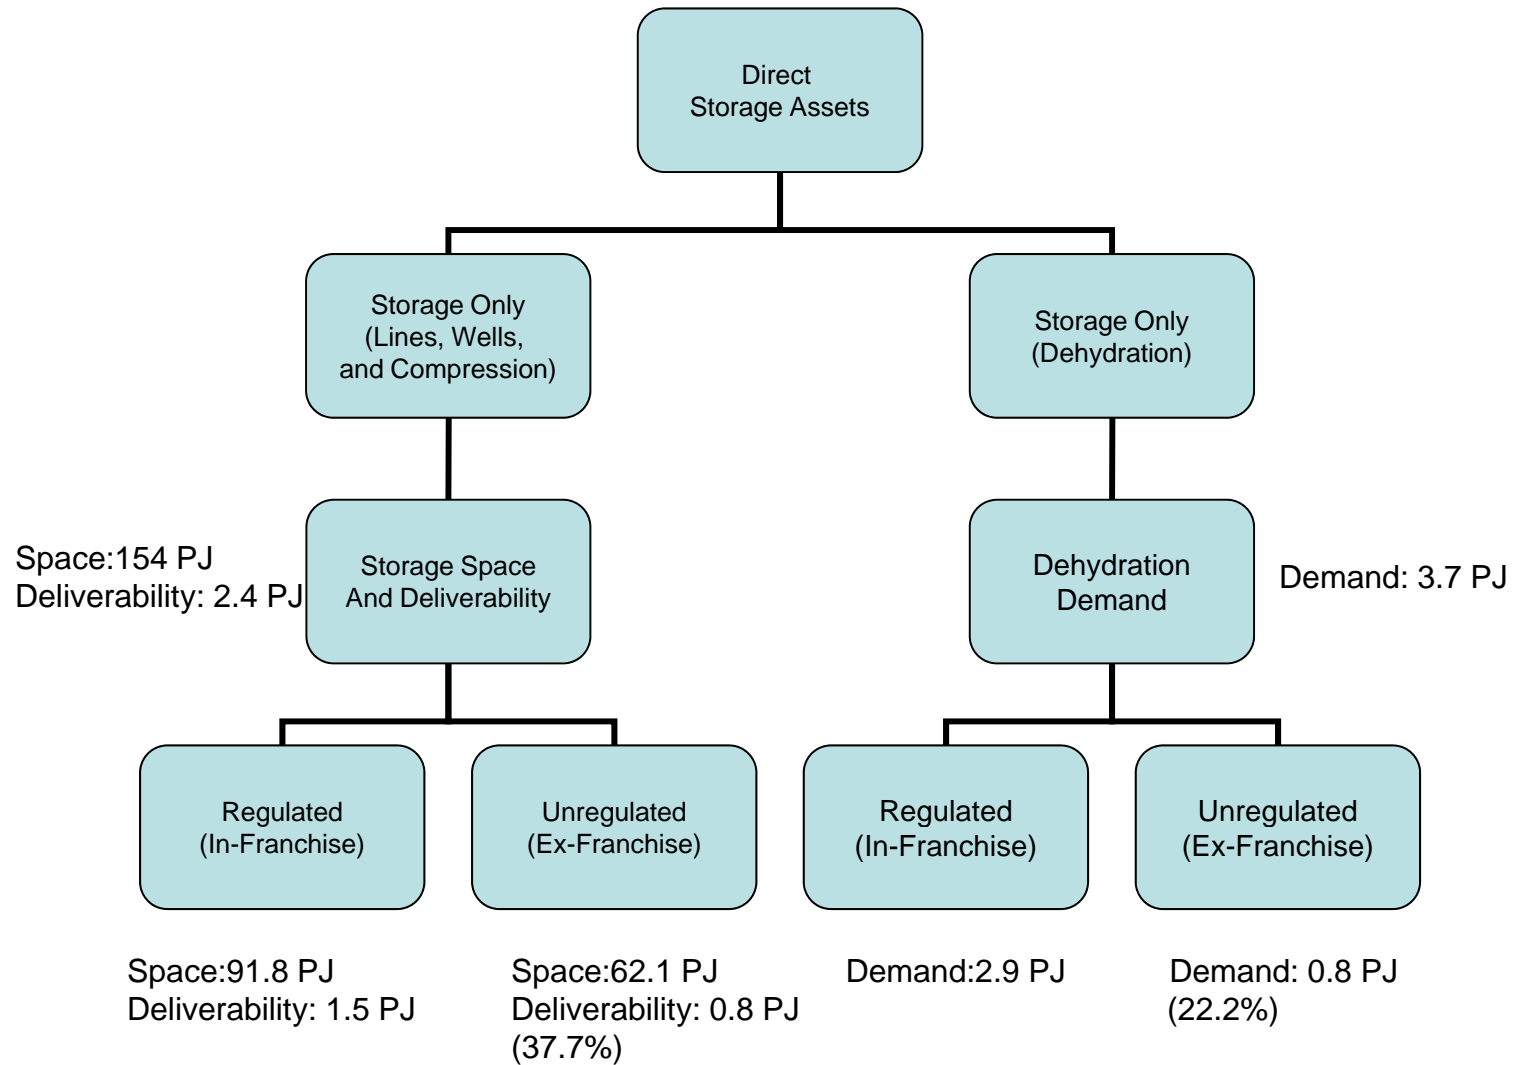 Direct
Storage Assets
Storage Only
(Lines, Wells,
and Compression)
Storage Only
(Dehydration)
Space:154 PJ
Deliverability: 2.4 PJ
Storage Space
And Deliverability
Dehydration
Demand
Demand: 3.7 PJ
Regulated
(In-Franchise)
Unregulated
(Ex-Franchise)
Regulated
(In-Franchise)
Unregulated
(Ex-Franchise)
Space:91.8 PJ
Deliverability: 1.5 PJ
Space:62.1 PJ
Deliverability: 0.8 PJ
(37.7%)
Demand:2.9 PJ
Demand: 0.8 PJ
(22.2%)